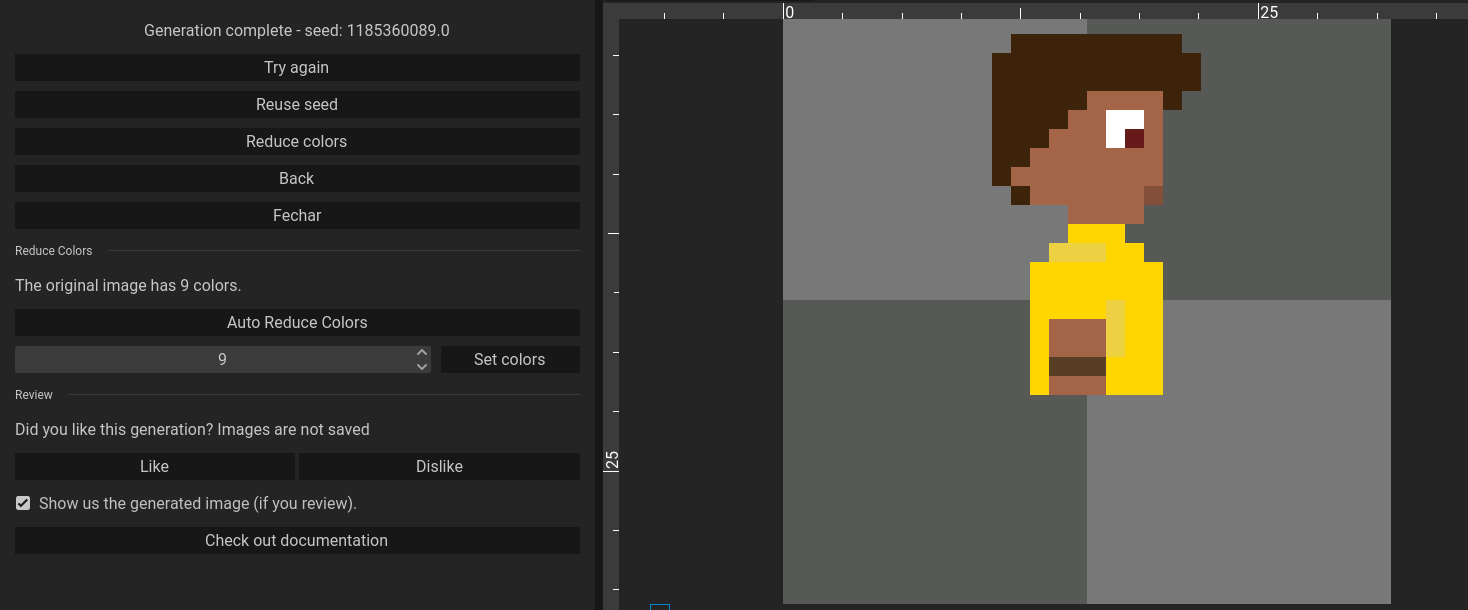 Generation complete - seed: 1185360089.0
Try again
Reuse seed
Reduce colors
Back
Fechar
Reduce Colors
The original image has 9 colors.
Auto Reduce Colors
9
Set colors
Review
Did you like this generation? Images are not saved
Like
Dislike
Show us the generated image (if you review).
Check out documentation
0
25
25